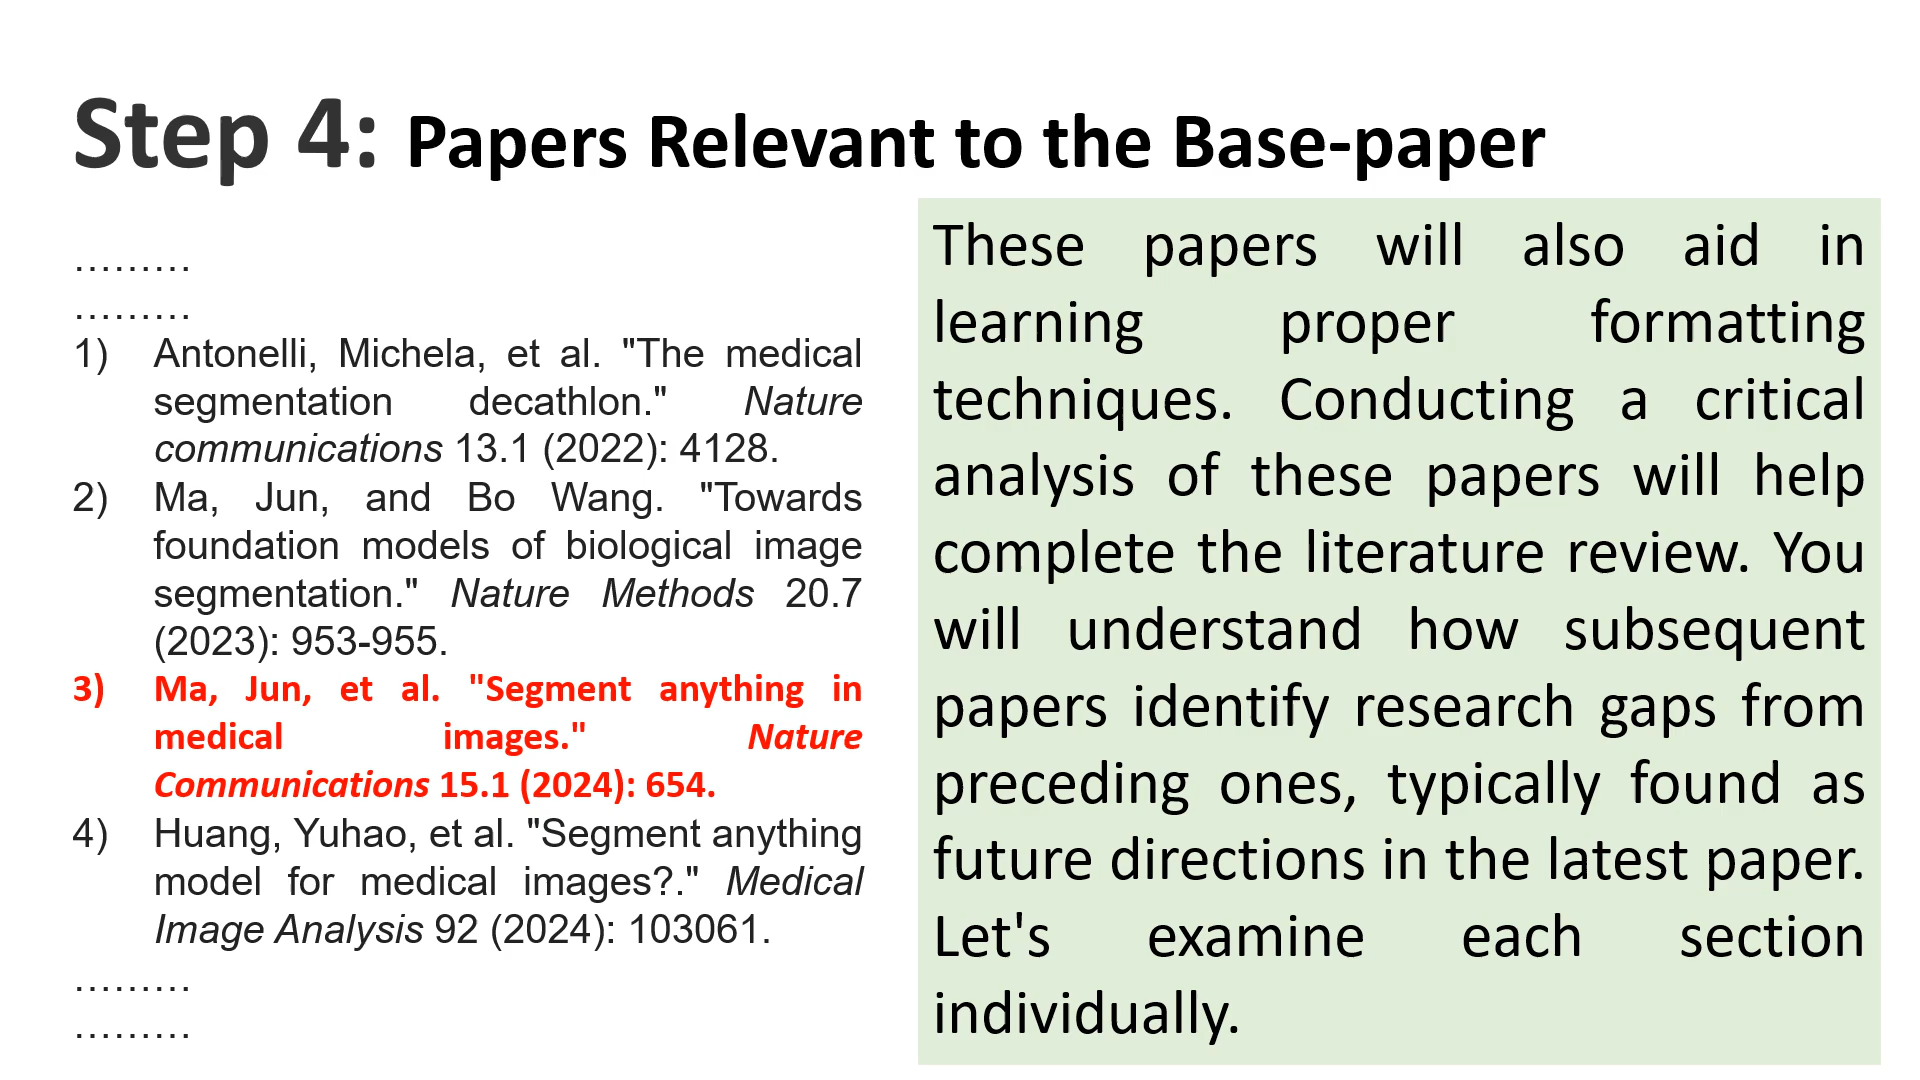 Step 4: Papers Relevant to the Base-paper
………
………
1) Antonelli, Michela, et al. "The medical
segmentation decathlon." Nature
communications 13.1 (2022): 4128.
2) Ma, Jun, and Bo Wang. "Towards
foundation models of biological image
segmentation." Nature Methods 20.7
(2023): 953-955.
3) Ma, Jun, et al. "Segment anything in
medical images." Nature
Communications 15.1 (2024): 654.
4) Huang, Yuhao, et al. "Segment anything
model for medical images?." Medical
Image Analysis 92 (2024): 103061.
………
………
These papers will also aid in
learning proper formatting
techniques. Conducting a critical
analysis of these papers will help
complete the literature review. You
will understand how subsequent
papers identify research gaps from
preceding ones, typically found as
future directions in the latest paper.
Let's examine each section
individually.